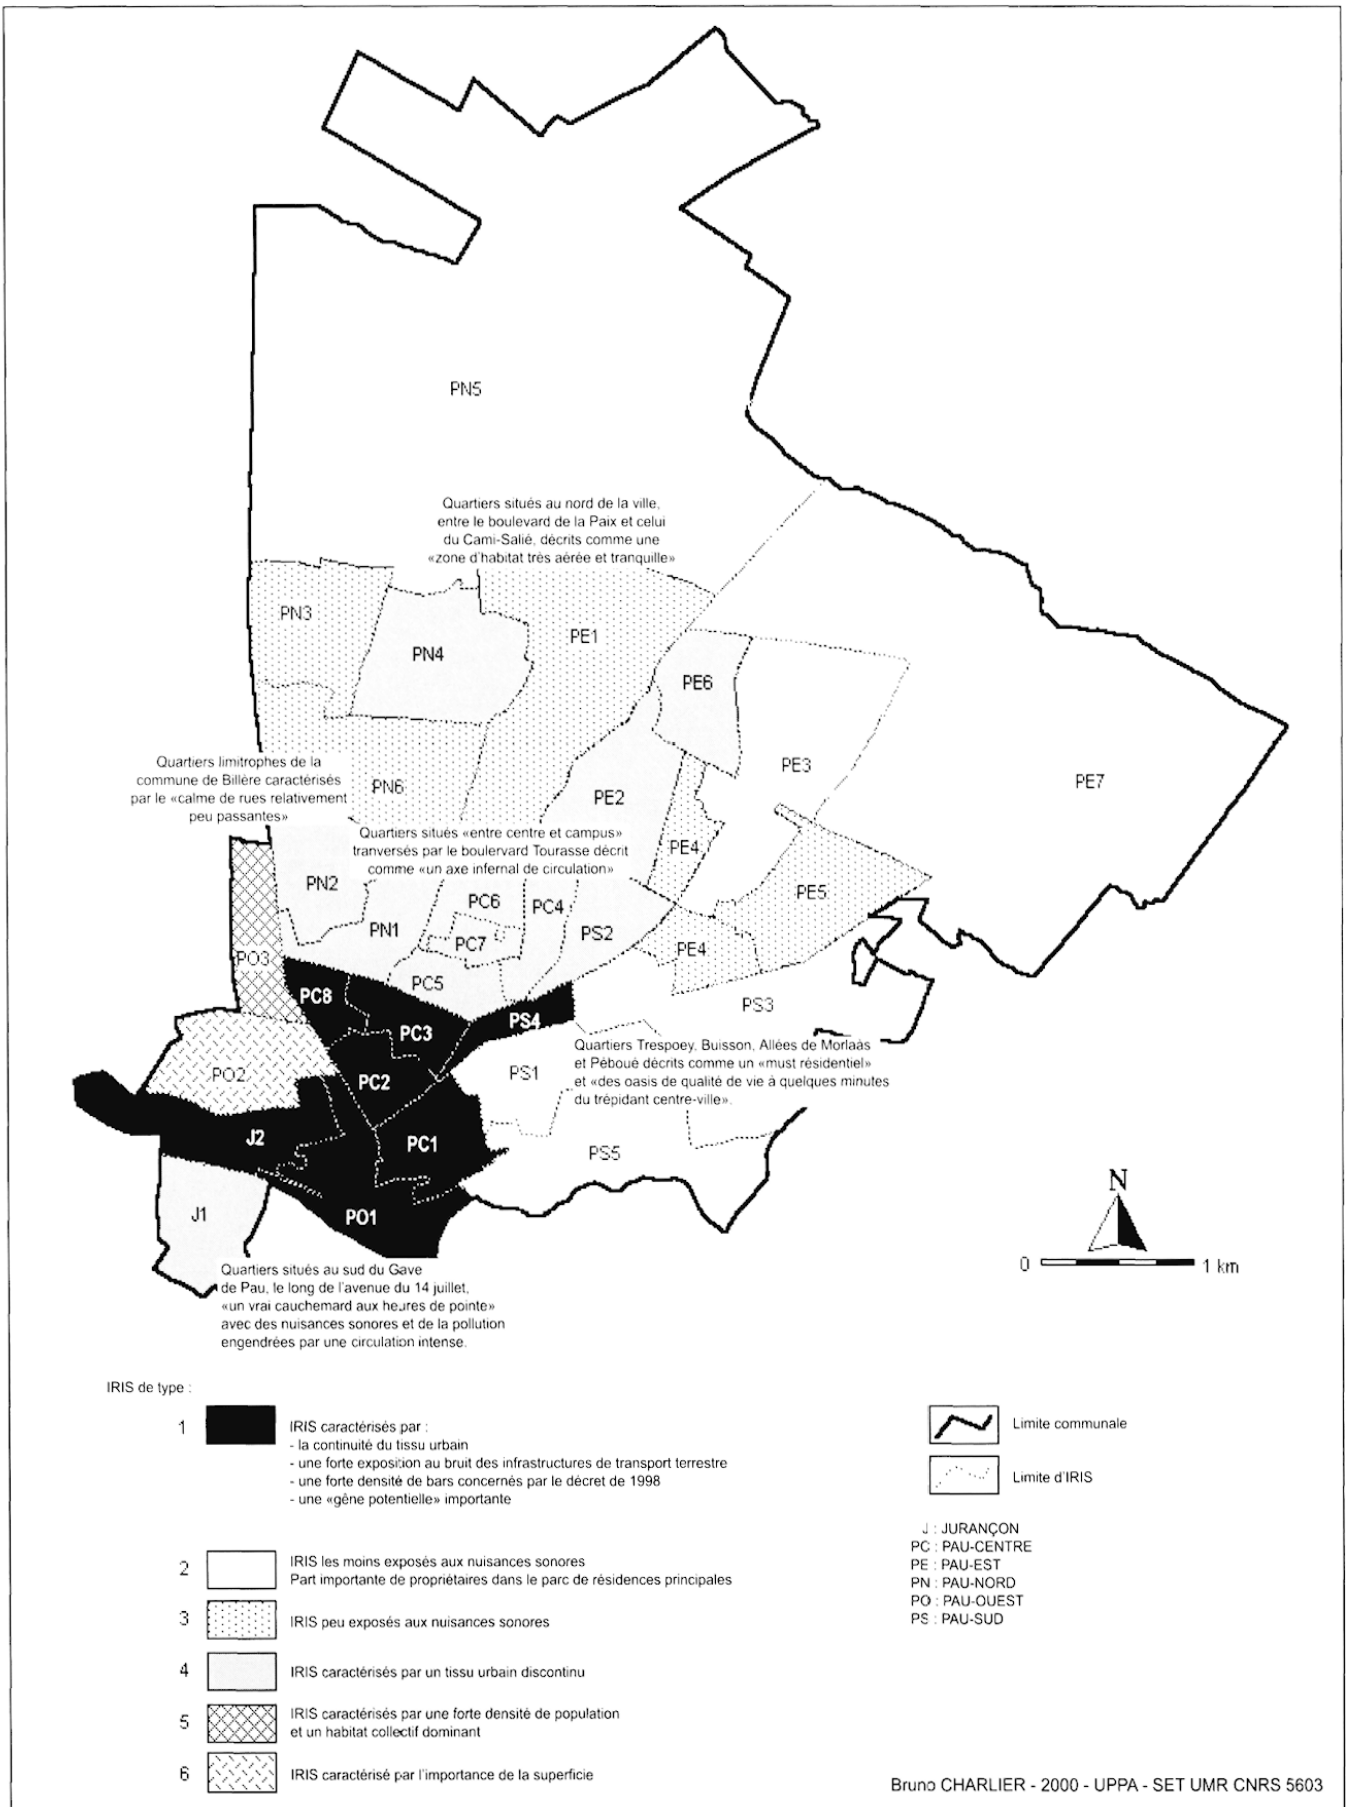 PN5
Quartiers situés au nord de la ville,
entre le boulevard de la Paix et celui
du Cami-Salié, décrits comme une
«zone d'habitat très aérée et tranquille»
PN3
PN4
PE1
PE6
PE3
PE7
Quartiers limitrophes de la
commune de Billère caractérisés
par le «calme de rues relativement
peu passantes»
PN6
PE2
Quartiers situés «entre centre et campus»
tranversés par le boulervard Tourasse décrit
comme «un axe infernal de circulation»
PE4
PN2
PC6
PC4
PE5
PN1
PC7
PS2
PE4
PO3
PC5
PC8
PC3
PS4
PS3
Quartiers Trespoey, Buisson, Allées de Morlaàs
et Péboué décrits comme un «must résidentiel»
et «des oasis de qualité de vie à quelques minutes
du trépidant centre-ville».
PO2
PC2
PS1
J2
PC1
PS5
J1
PO1
N
0 1 km
Quartiers situés au sud du Gave
de Pau, le long de l'avenue du 14 juillet,
«un vrai cauchemard aux heures de pointe»
avec des nuisances sonores et de la pollution
engendrées par une circulation intense.
IRIS de type :
1
IRIS caractérisés par :
- la continuité du tissu urbain
- une forte exposition au bruit des infrastructures de transport terrestre
- une forte densité de bars concernés par le décret de 1998
- une «gêne potentielle» importante
2
IRIS les moins exposés aux nuisances sonores
Part importante de propriétaires dans le parc de résidences principales
3
IRIS peu exposés aux nuisances sonores
4
IRIS caractérisés par un tissu urbain discontinu
5
IRIS caractérisés par une forte densité de population
et un habitat collectif dominant
6
IRIS caractérisé par l'importance de la superficie
Limite communale
Limite d'IRIS
J : JURANÇON
PC : PAU-CENTRE
PE : PAU-EST
PN : PAU-NORD
PO : PAU-OUEST
PS : PAU-SUD
Bruno CHARLIER - 2000 - UPPA - SET UMR CNRS 5603